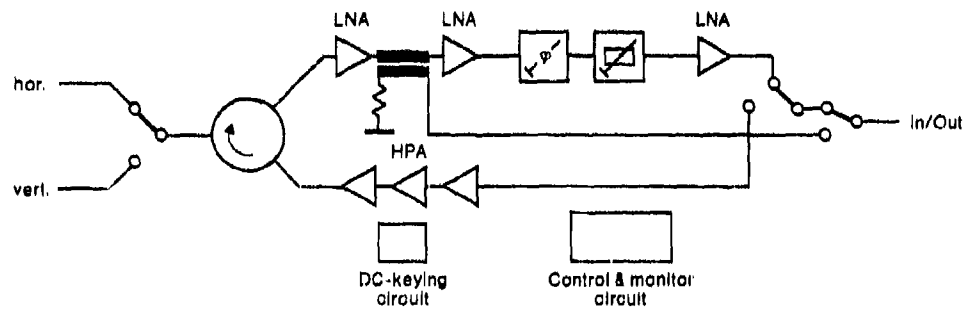 LNA
LNA
LNA
hor.
φ
In/Out
HPA
vert.
DC-keying
circuit
Control & monitor
circuit